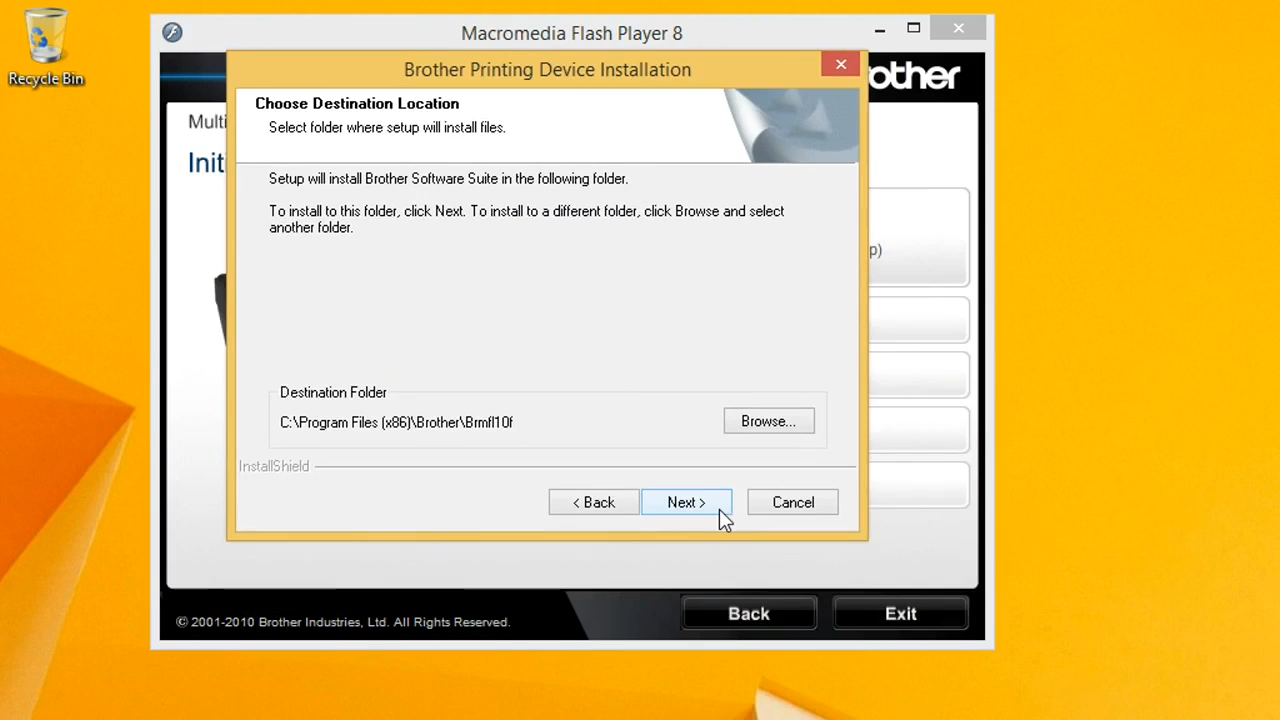 Recycle Bin
Macromedia Flash Player 8
Brother Printing Device Installation
other
Choose Destination Location
Select folder where setup will install files.
Multi
Initi
Setup will install Brother Software Suite in the following folder.
To install to this folder, click Next. To install to a different folder, click Browse and select
another folder.
p)
Destination Folder
C:\Program Files (x86)\Brother\Brmfl10f
Browse...
InstallShield
< Back
Next >
Cancel
© 2001-2010 Brother Industries, Ltd. All Rights Reserved.
Back
Exit